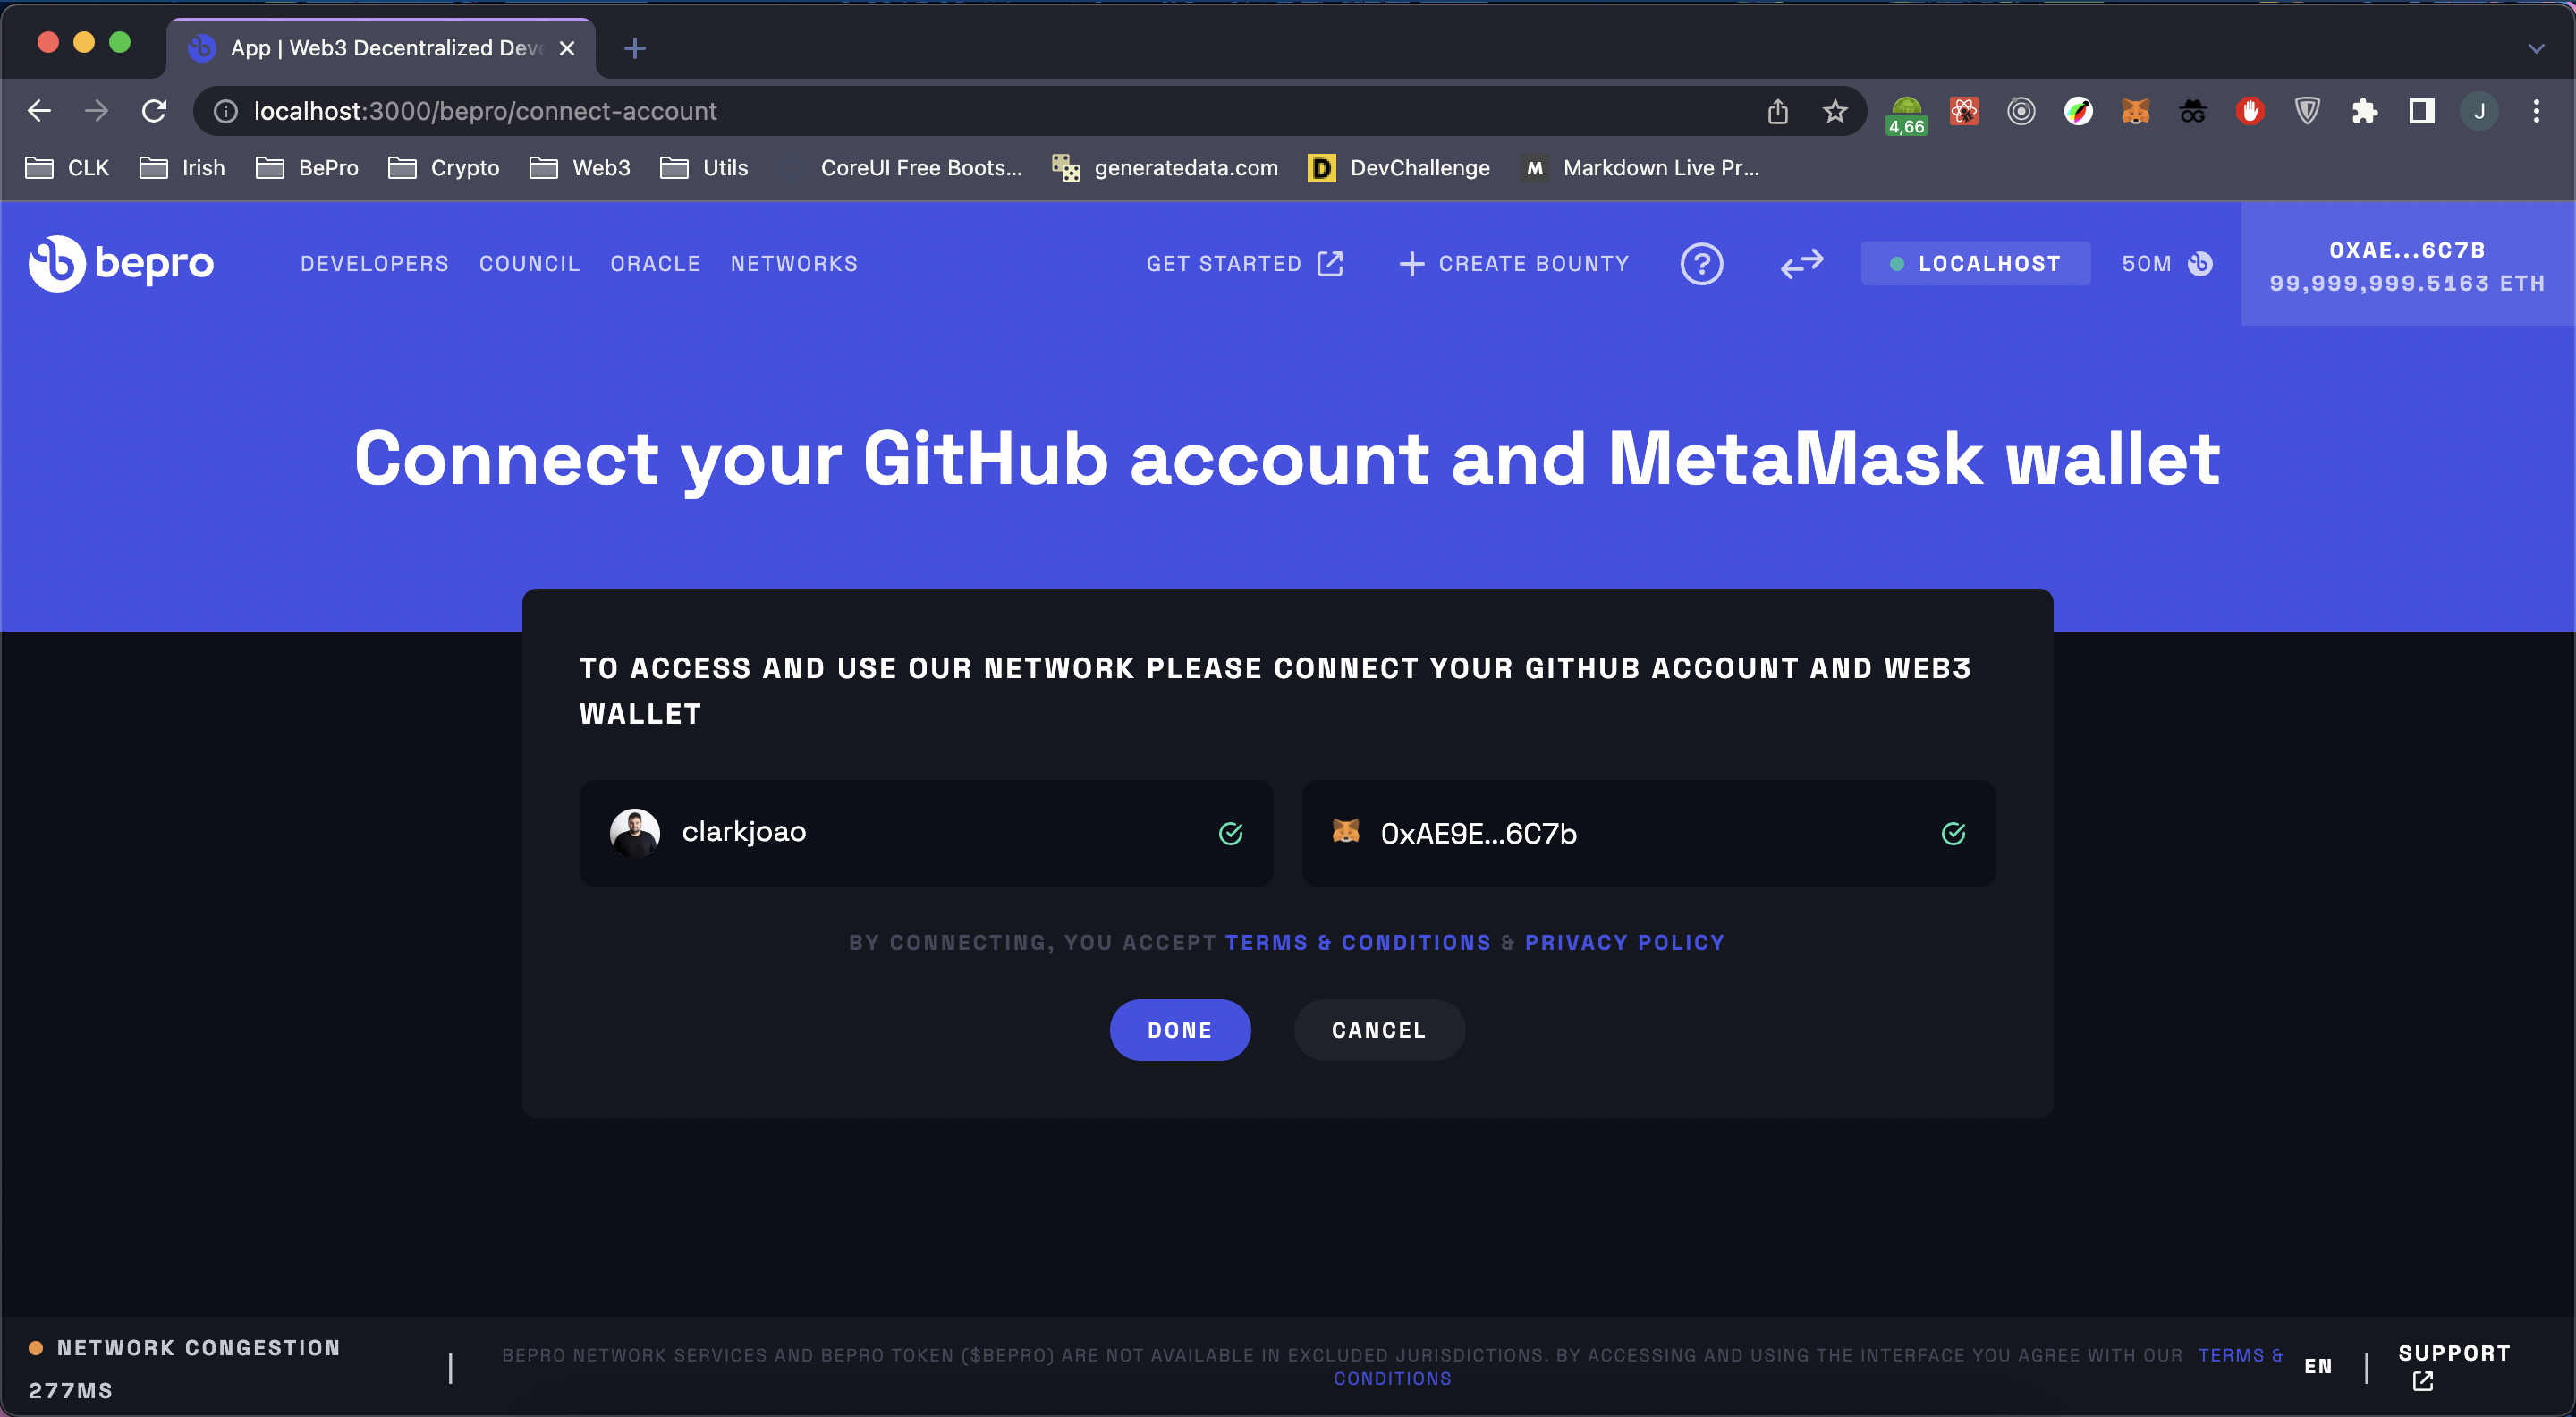 App | Web3 Decentralized Deve
localhost:3000/bepro/connect-account
4,66
J
CLK
Irish
BePro
Crypto
Web3
Utils
CoreUI Free Boots...
generatedata.com
D
DevChallenge
M
Markdown Live Pr...
bepro
DEVELOPERS
COUNCIL
ORACLE
NETWORKS
GET STARTED
CREATE BOUNTY
?
LOCALHOST
50M
0XAE...6C7B
99,999,999.5163 ETH
Connect your GitHub account and MetaMask wallet
TO ACCESS AND USE OUR NETWORK PLEASE CONNECT YOUR GITHUB ACCOUNT AND WEB3
WALLET
clarkjoao
0xAE9E...6C7b
BY CONNECTING, YOU ACCEPT TERMS & CONDITIONS & PRIVACY POLICY
DONE
CANCEL
NETWORK CONGESTION
277MS
|
BEPRO NETWORK SERVICES AND BEPRO TOKEN ($BEPRO) ARE NOT AVAILABLE IN EXCLUDED JURISDICTIONS. BY ACCESSING AND USING THE INTERFACE YOU AGREE WITH OUR TERMS &
CONDITIONS
EN
|
SUPPORT